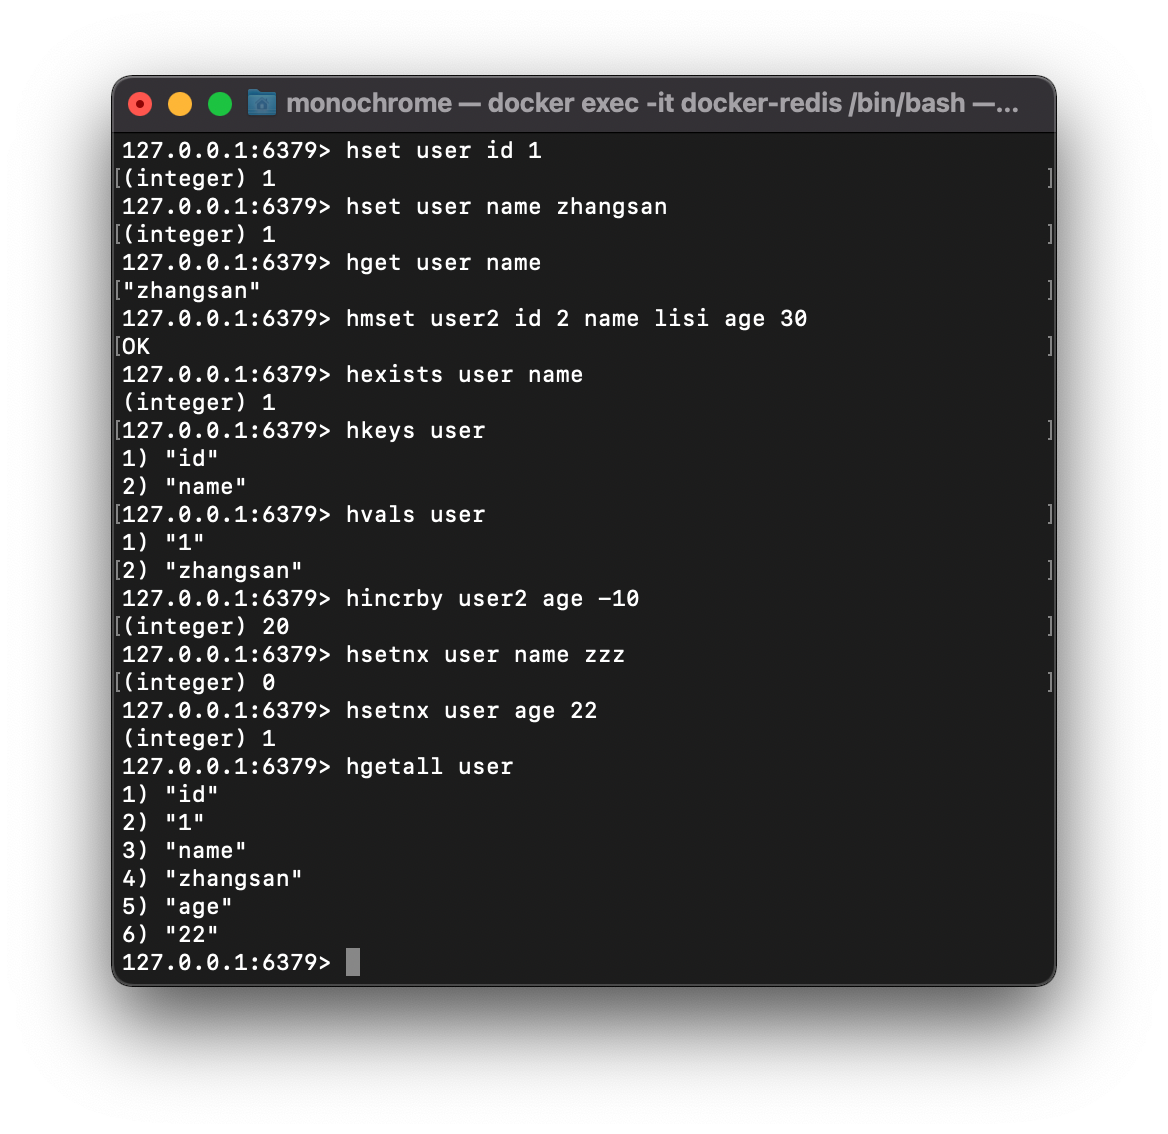 monochrome — docker exec -it docker-redis /bin/bash —...
127.0.0.1:6379> hset user id 1
[(integer) 1 ]
127.0.0.1:6379> hset user name zhangsan
[(integer) 1 ]
127.0.0.1:6379> hget user name
["zhangsan" ]
127.0.0.1:6379> hmset user2 id 2 name lisi age 30
[OK ]
127.0.0.1:6379> hexists user name
(integer) 1
[127.0.0.1:6379> hkeys user ]
1) "id"
2) "name"
[127.0.0.1:6379> hvals user ]
1) "1"
[2) "zhangsan" ]
127.0.0.1:6379> hincrby user2 age -10
[(integer) 20 ]
127.0.0.1:6379> hsetnx user name zzz
[(integer) 0 ]
127.0.0.1:6379> hsetnx user age 22
(integer) 1
127.0.0.1:6379> hgetall user
1) "id"
2) "1"
3) "name"
4) "zhangsan"
5) "age"
6) "22"
127.0.0.1:6379>